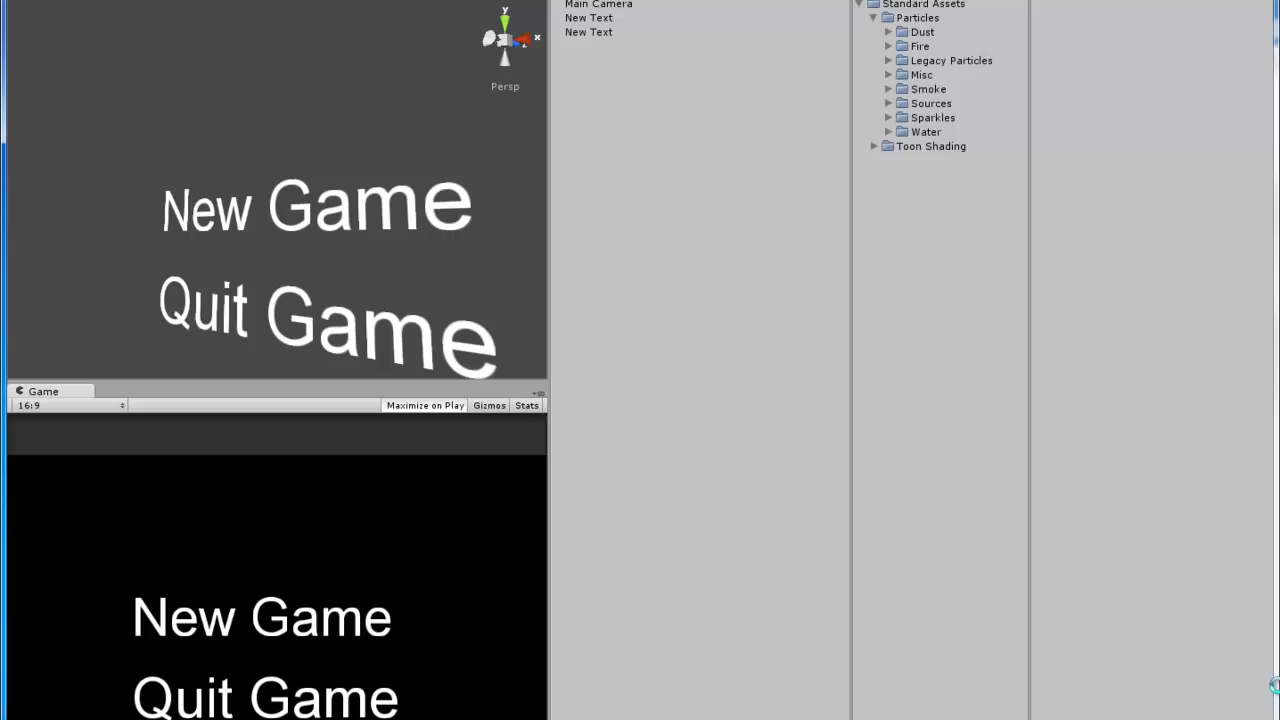 y
x
z
Persp
New Game
Quit Game
Game
16:9
Maximize on Play
Gizmos
Stats
New Game
Quit Game
Main Camera
New Text
New Text
Standard Assets
Particles
Dust
Fire
Legacy Particles
Misc
Smoke
Sources
Sparkles
Water
Toon Shading